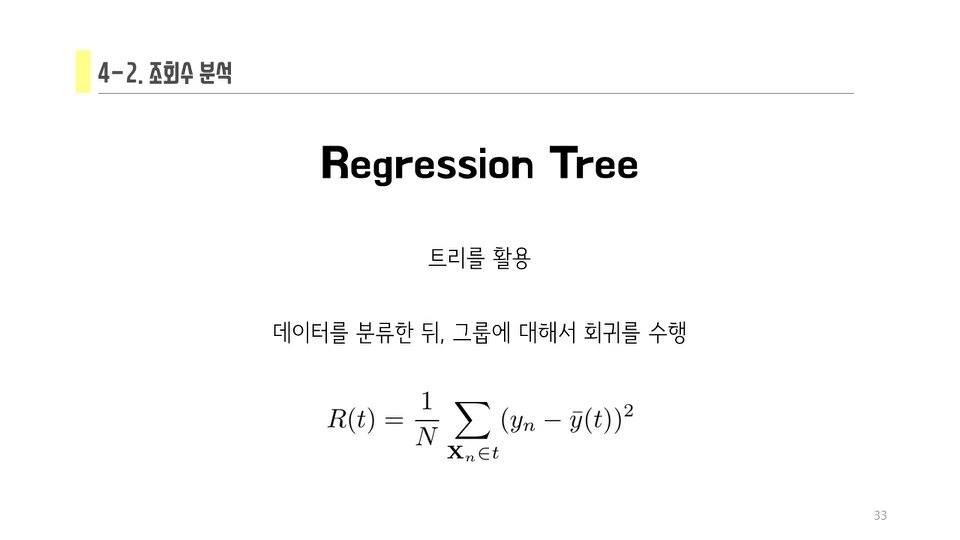 4-2. 조회수 분석
Regression Tree
트리를 활용
데이터를 분류한 뒤, 그룹에 대해서 회귀를 수행
R(t) = \frac{1}{N} \sum_{\mathbf{X}_n \in t} (y_n - \bar{y}(t))^2
33